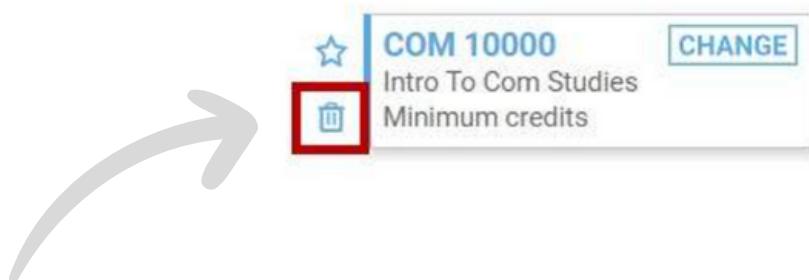 COM 10000
CHANGE
Intro To Com Studies
Minimum credits